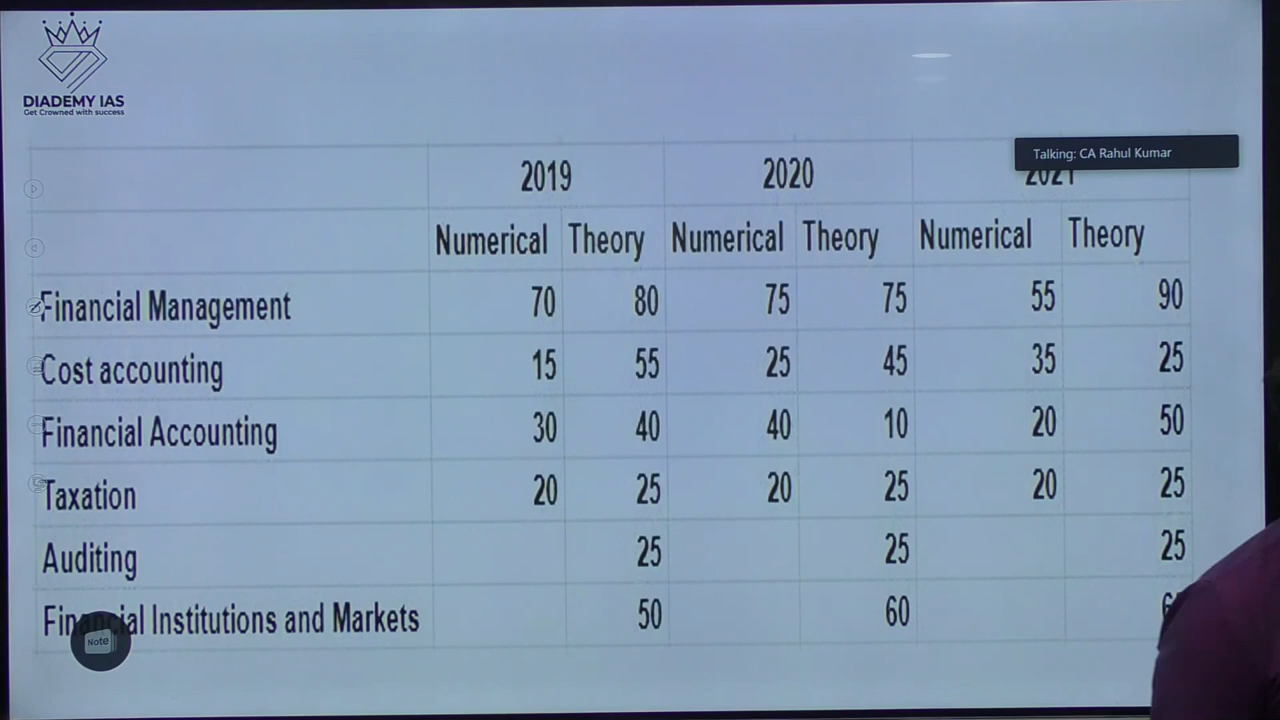 DIADEMY IAS
Get Crowned with success
Talking: CA Rahul Kumar
2019 2020 2021
Numerical Theory Numerical Theory Numerical Theory
Financial Management 70 80 75 75 55 90
Cost accounting 15 55 25 45 35 25
Financial Accounting 30 40 40 10 20 50
Taxation 20 25 20 25 20 25
Auditing 25 25 25
Financial Institutions and Markets 50 60
Note